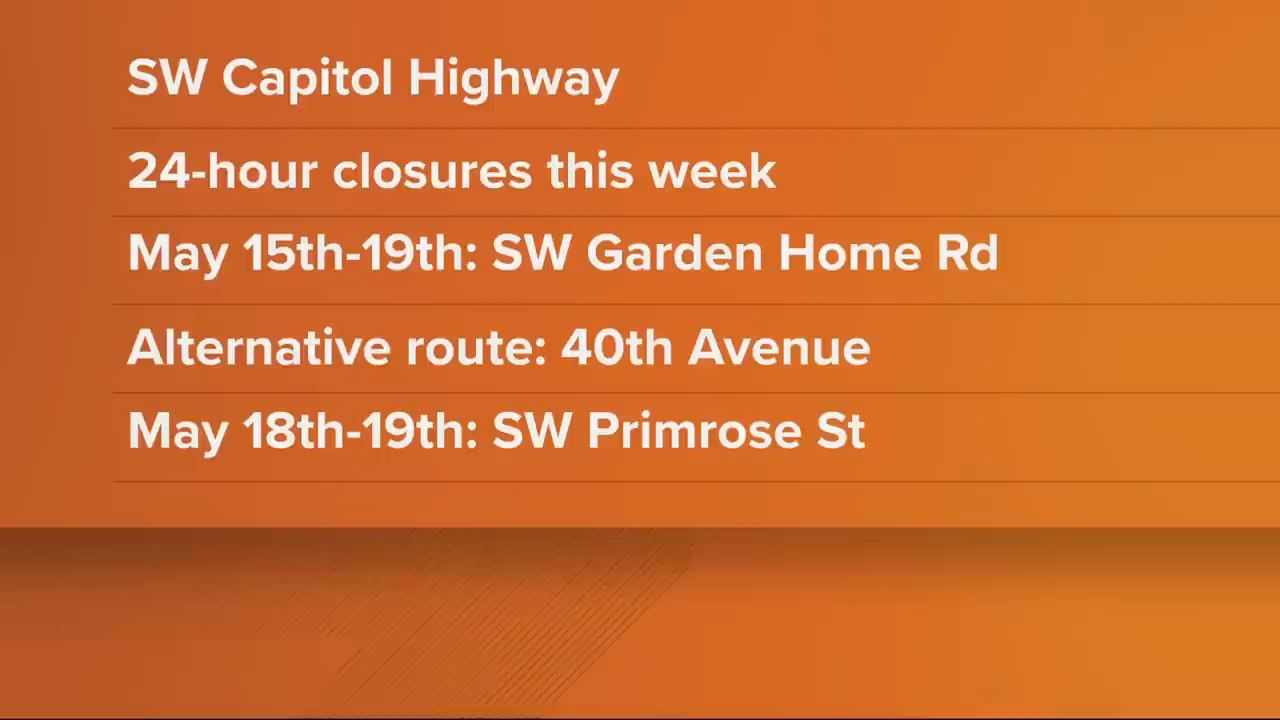 SW Capitol Highway
24-hour closures this week
May 15th-19th: SW Garden Home Rd
Alternative route: 40th Avenue
May 18th-19th: SW Primrose St